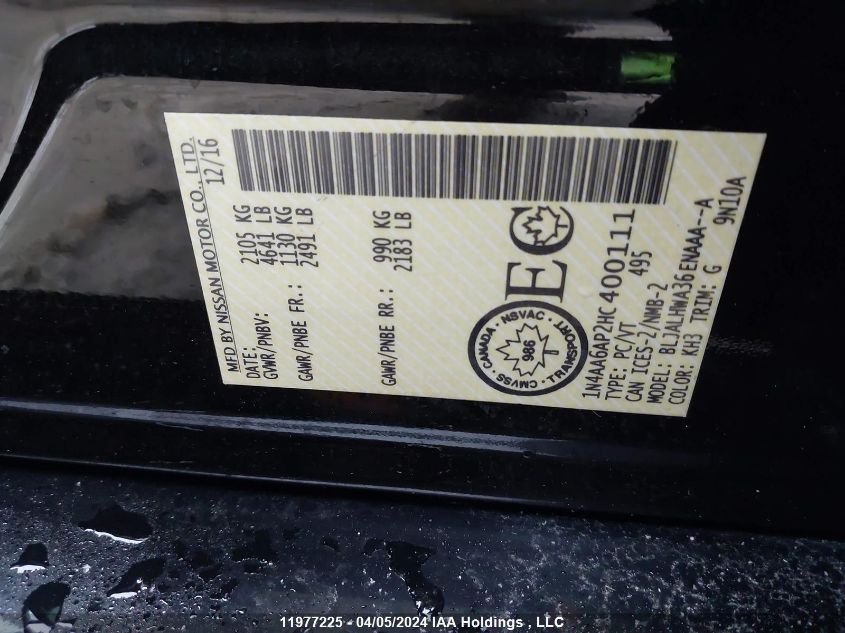 MFD BY NISSAN MOTOR CO., LTD.
DATE: 12/16
GVWR/PNBV: 2105 KG
4641 LB
GAWR/PNBE FR.: 1130 KG
2491 LB
GAWR/PNBE RR.: 990 KG
2183 LB
CANADA · NSVAC · TRANSPORT · CMVSS ·
986
T
EC
1N4AA6AP2HC400111
TYPE: PC/VT 495
CAN ICES-2/NMB-2
MODEL: BLJALHWA36ENAAA--A
COLOR: KH3 TRIM: G 9N10A
11977225 - 04/05/2024 IAA Holdings , LLC